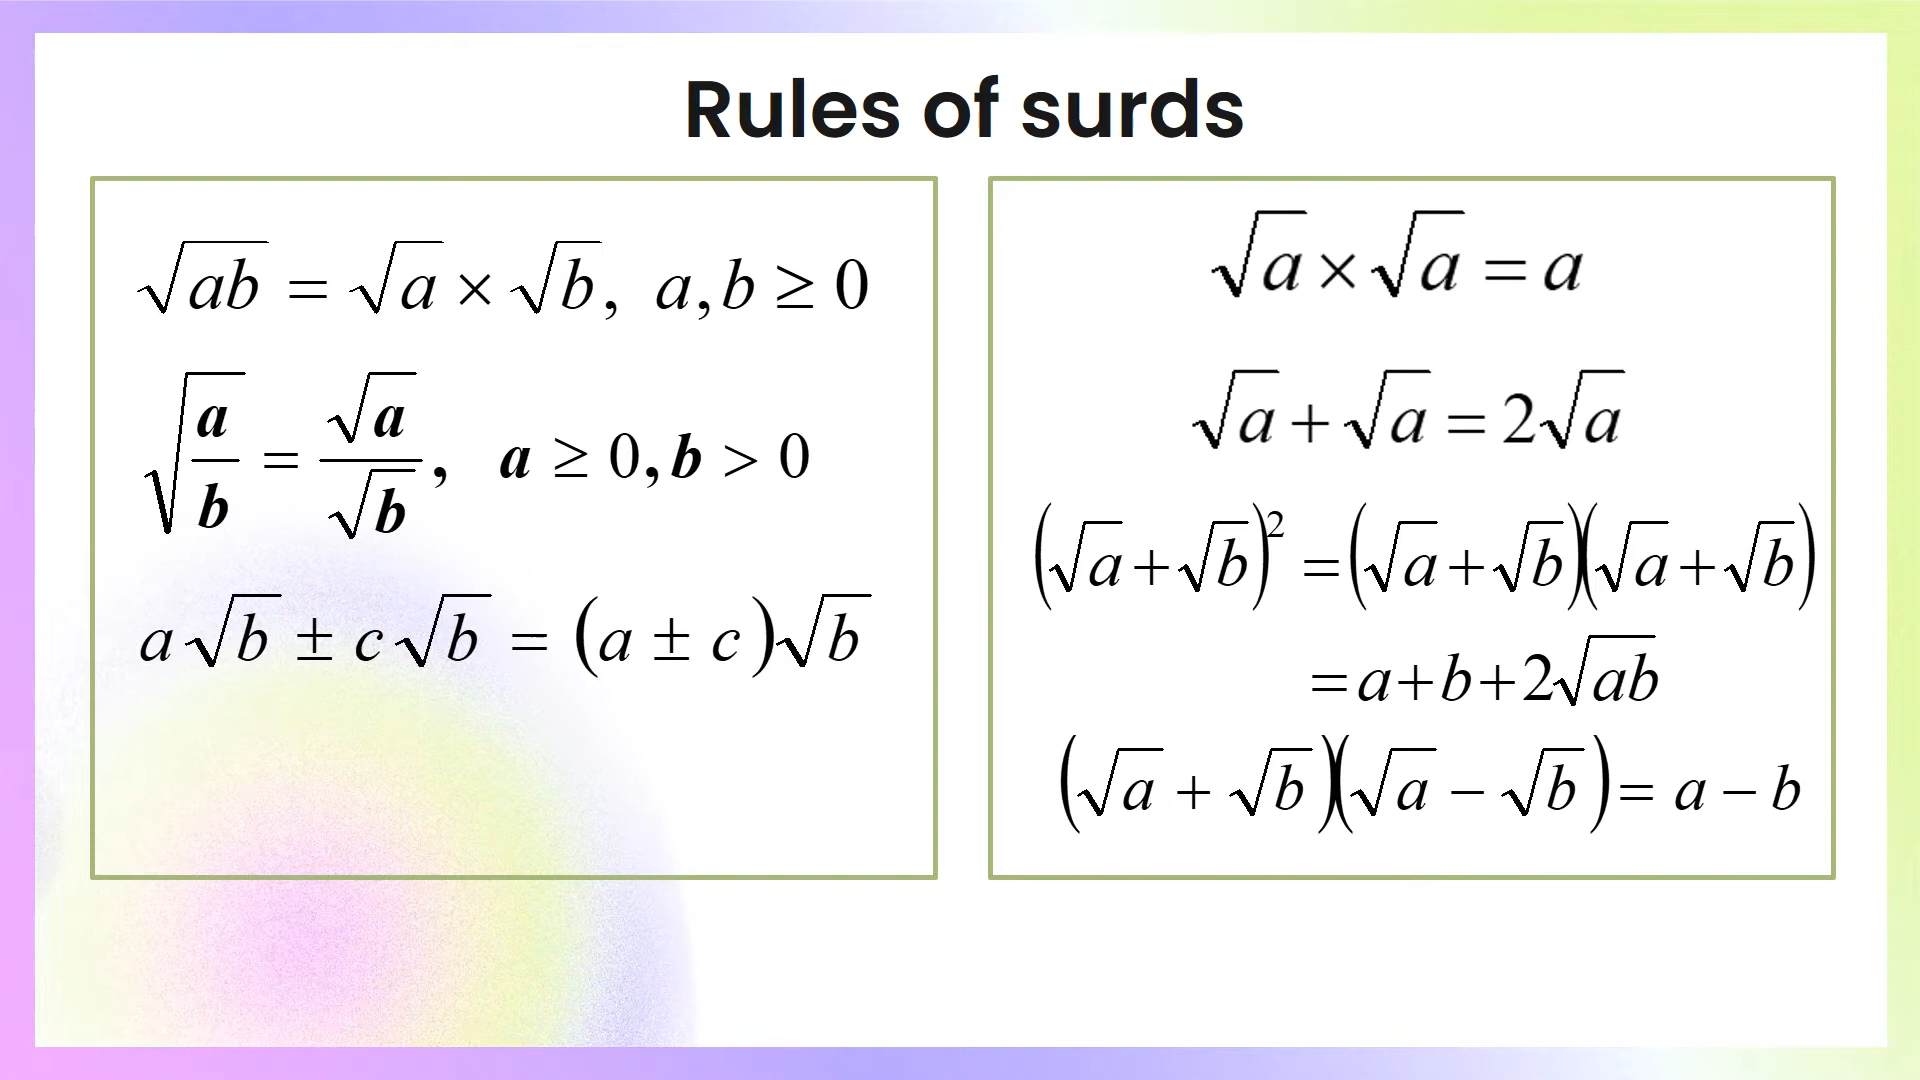 Rules of surds
√ab = √a × √b, a, b ≥ 0
√(a/b) = √a/√b, a ≥ 0, b > 0
a√b ± c√b = (a ± c)√b
√a × √a = a
√a + √a = 2√a
(√a + √b)² = (√a + √b)(√a + √b)
= a + b + 2√ab
(√a + √b)(√a − √b) = a − b